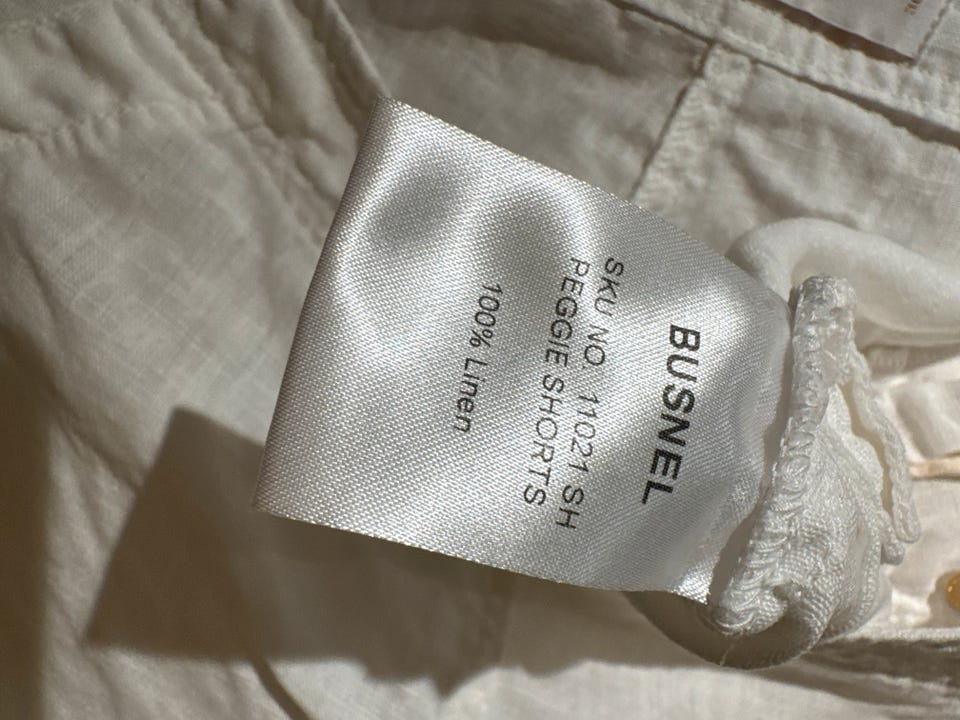 BUSNEL
SKU NO. 11021 SH
PEGGIE SHORTS
100% Linen